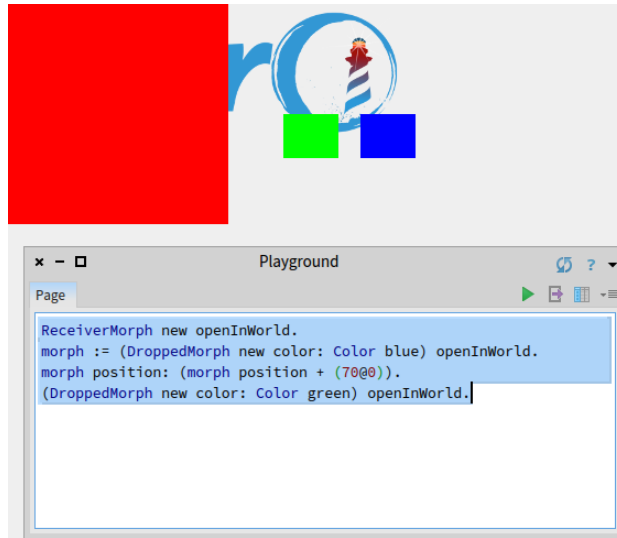 r
× − □ Playground ?
Page
ReceiverMorph new openInWorld.
morph := (DroppedMorph new color: Color blue) openInWorld.
morph position: (morph position + (70@0)).
(DroppedMorph new color: Color green) openInWorld.